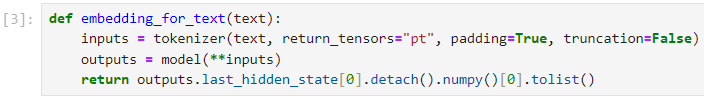 [3]: def embedding_for_text(text):
    inputs = tokenizer(text, return_tensors="pt", padding=True, truncation=False)
    outputs = model(**inputs)
    return outputs.last_hidden_state[0].detach().numpy()[0].tolist()